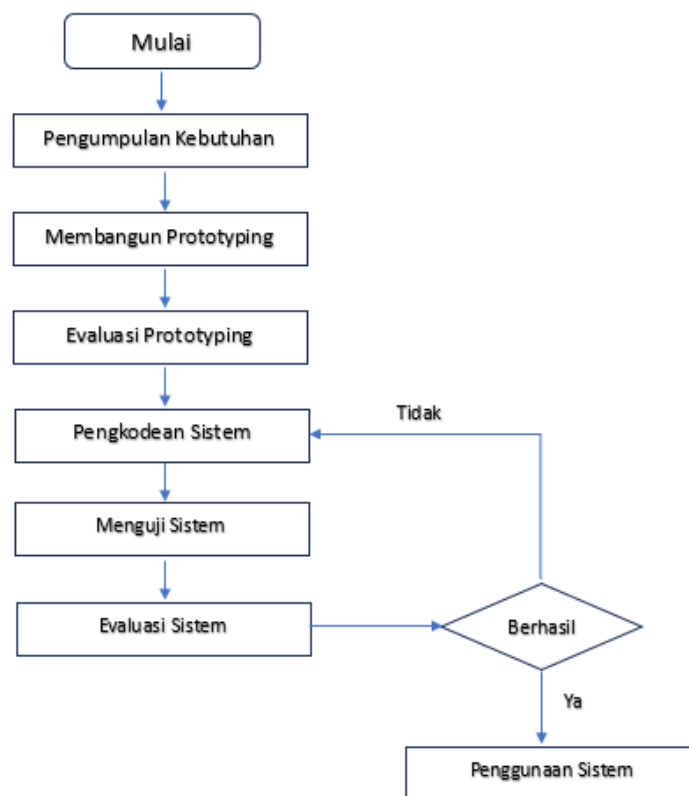 Mulai
Pengumpulan Kebutuhan
Membangun Prototyping
Evaluasi Prototyping
Tidak
Pengkodean Sistem
Menguji Sistem
Evaluasi Sistem
Berhasil
Ya
Penggunaan Sistem